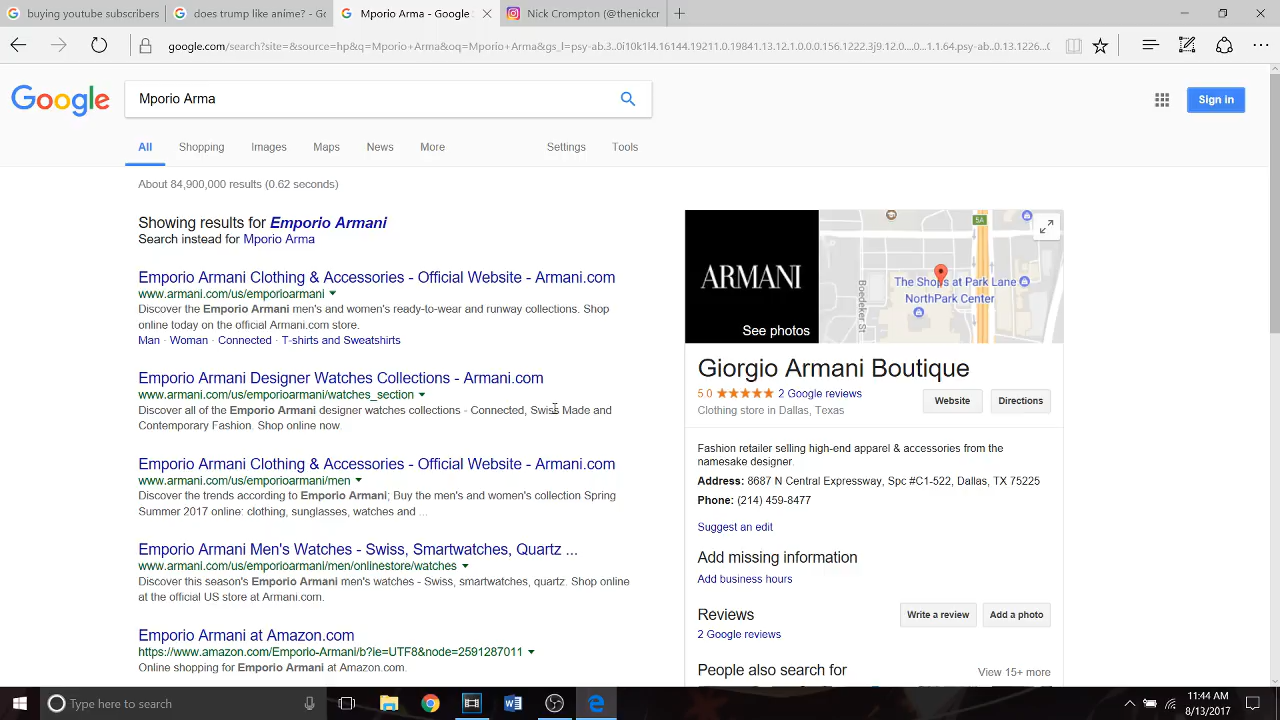 buying youtube subscribers
does trump like anime? - Go
Mporio Arma - Google
Nick Crompton (@thenickcr
google.com/search?site=&source=hp&q=Mporio+Arma&oq=Mporio+Arma&gs_l=psy-ab.3..0i10k1l4.16144.19211.0.19841.13.12.1.0.0.0.156.1222.3j9.12.0....0...1.1.64.psy-ab..0.13.1226...
Google
Mporio Arma
Sign in
All Shopping Images Maps News More Settings Tools
About 84,900,000 results (0.62 seconds)
Showing results for Emporio Armani
Search instead for Mporio Arma
Emporio Armani Clothing & Accessories - Official Website - Armani.com
www.armani.com/us/emporioarmani
Discover the Emporio Armani men's and women's ready-to-wear and runway collections. Shop
online today on the official Armani.com store.
Man · Woman · Connected · T-shirts and Sweatshirts
Emporio Armani Designer Watches Collections - Armani.com
www.armani.com/us/emporioarmani/watches_section
Discover all of the Emporio Armani designer watches collections - Connected, Swiss Made and
Contemporary Fashion. Shop online now.
Emporio Armani Clothing & Accessories - Official Website - Armani.com
www.armani.com/us/emporioarmani/men
Discover the trends according to Emporio Armani; Buy the men's and women's collection Spring
Summer 2017 online: clothing, sunglasses, watches and ...
Emporio Armani Men's Watches - Swiss, Smartwatches, Quartz ...
www.armani.com/us/emporioarmani/men/onlinestore/watches
Discover this season's Emporio Armani men's watches - Swiss, smartwatches, quartz. Shop online
at the official US store at Armani.com.
Emporio Armani at Amazon.com
https://www.amazon.com/Emporio-Armani/b?ie=UTF8&node=2591287011
Online shopping for Emporio Armani at Amazon.com.
ARMANI
See photos
5A
The Shops at Park Lane
NorthPark Center
Boedeker St
Giorgio Armani Boutique
5.0 2 Google reviews
Clothing store in Dallas, Texas
Website
Directions
Fashion retailer selling high-end apparel & accessories from the
namesake designer.
Address: 8687 N Central Expressway, Spc #C1-522, Dallas, TX 75225
Phone: (214) 459-8477
Suggest an edit
Add missing information
Add business hours
Reviews
Write a review
Add a photo
2 Google reviews
People also search for
View 15+ more
Type here to search
11:44 AM
8/13/2017